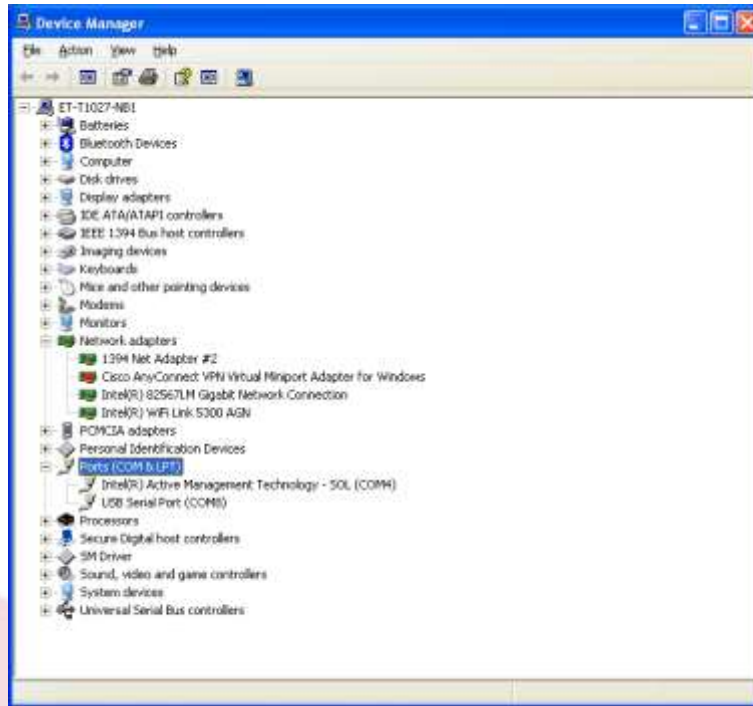 Device Manager
File Action View Help
ET-T1027-NB1
Batteries
Bluetooth Devices
Computer
Disk drives
Display adapters
IDE ATA/ATAPI controllers
IEEE 1394 Bus host controllers
Imaging devices
Keyboards
Mice and other pointing devices
Modems
Monitors
Network adapters
1394 Net Adapter #2
Cisco AnyConnect VPN Virtual Miniport Adapter for Windows
Intel(R) 82567LM Gigabit Network Connection
Intel(R) WiFi Link 5300 AGN
PCMCIA adapters
Personal Identification Devices
Ports (COM & LPT)
Intel(R) Active Management Technology - SOL (COM4)
USB Serial Port (COM8)
Processors
Secure Digital host controllers
SM Driver
Sound, video and game controllers
System devices
Universal Serial Bus controllers